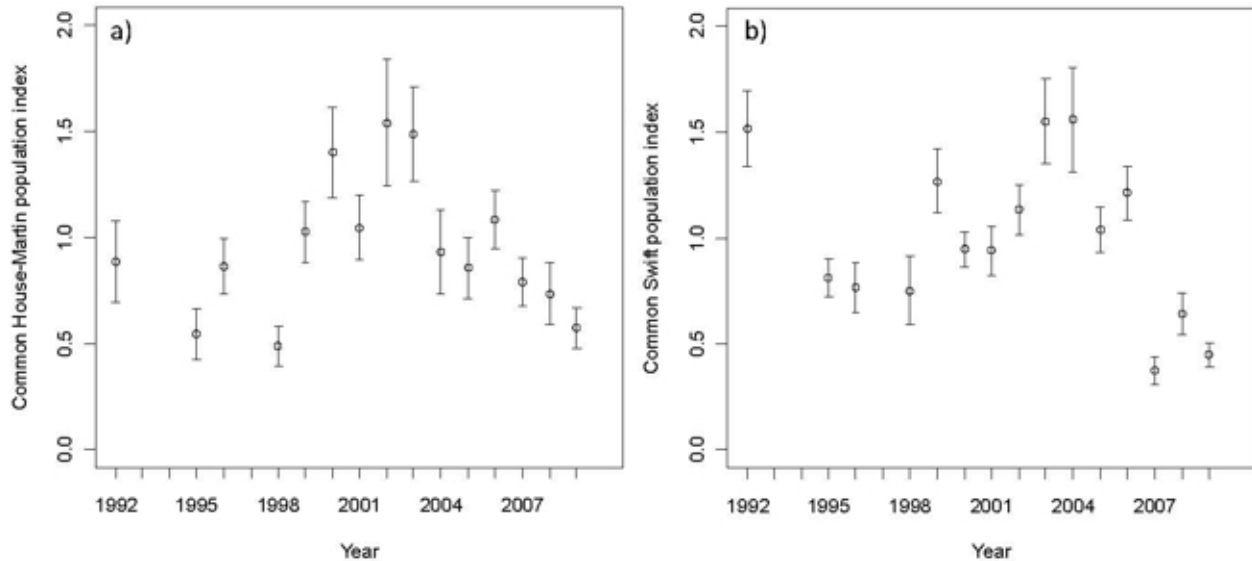 a)
Common House-Martin population index
2.0
1.5
1.0
0.5
0.0
1992 1995 1998 2001 2004 2007
Year
b)
Common Swift population index
2.0
1.5
1.0
0.5
0.0
1992 1995 1998 2001 2004 2007
Year